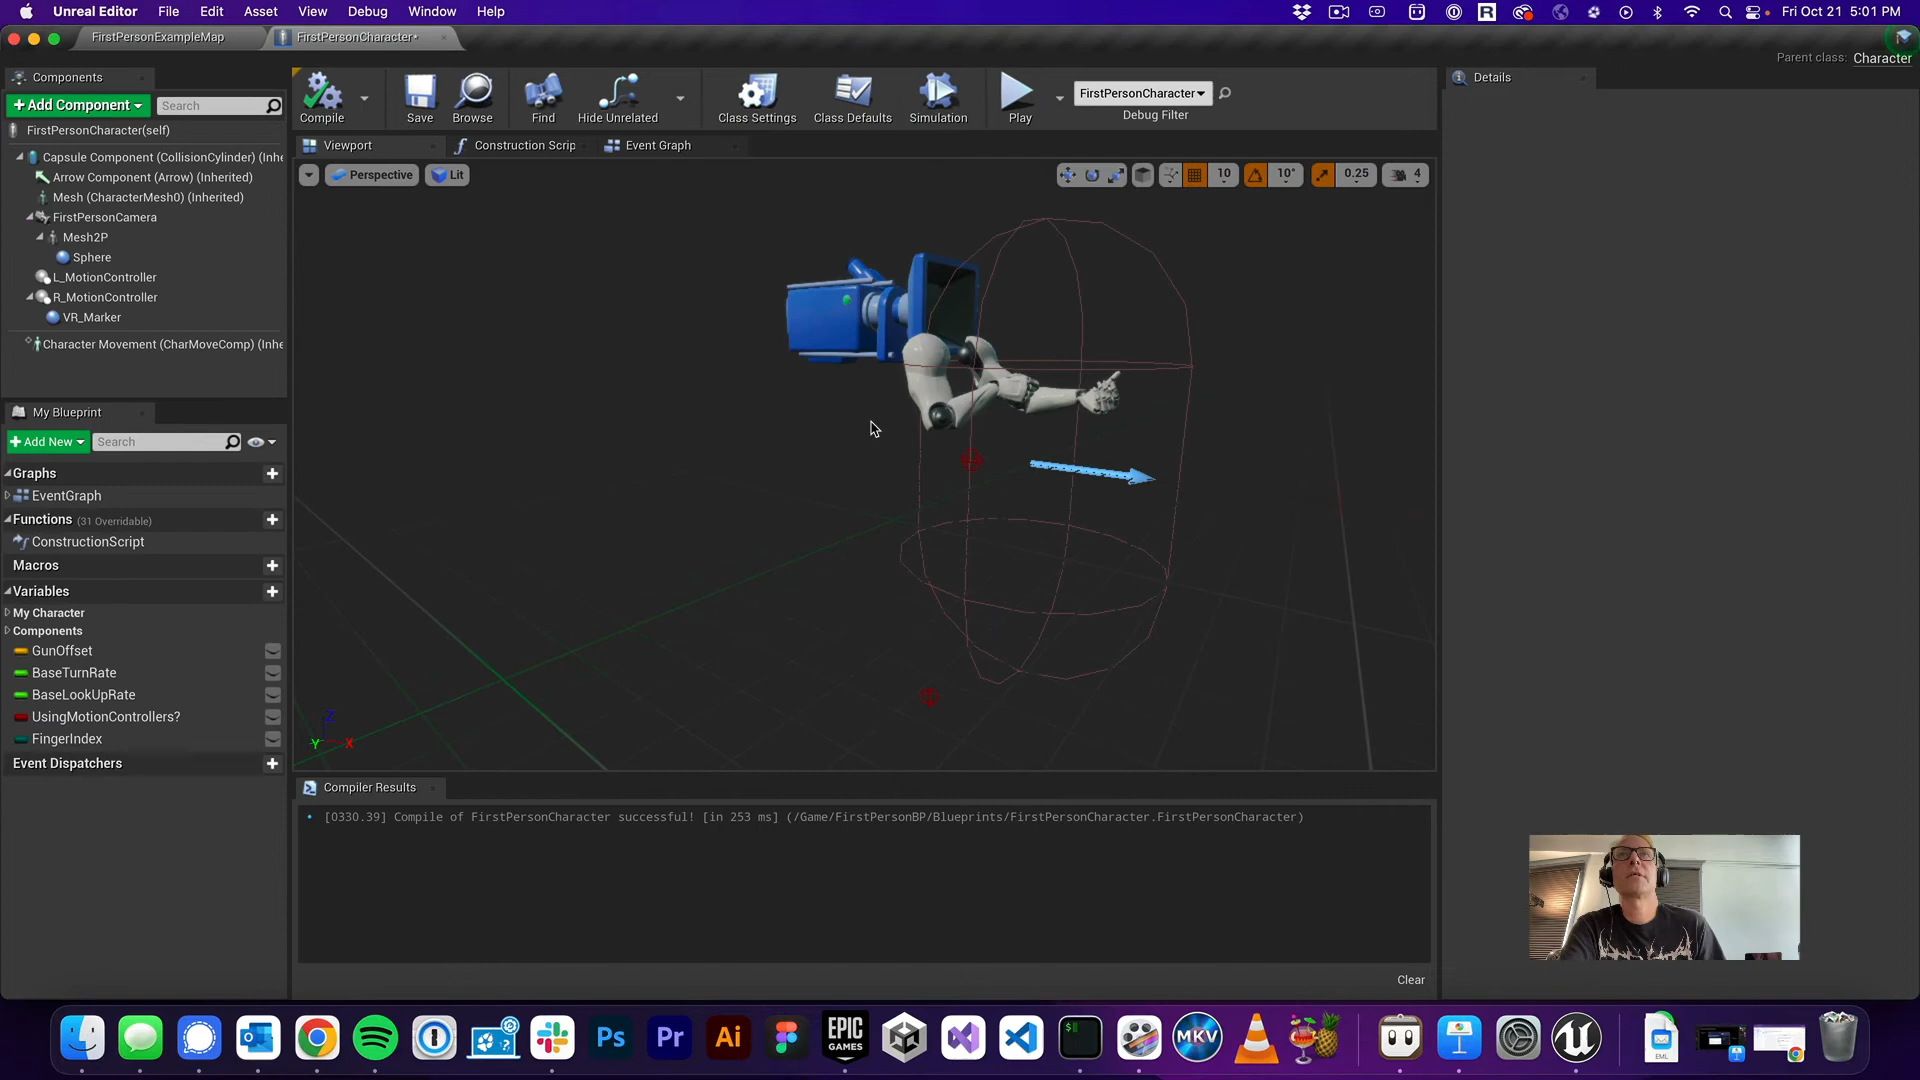 Unreal Editor File Edit Asset View Debug Window Help
R
Fri Oct 21 5:01 PM
FirstPersonExampleMap
FirstPersonCharacter*
Parent class: Character
Components
+Add Component
Search
FirstPersonCharacter(self)
Capsule Component (CollisionCylinder) (Inhe
Arrow Component (Arrow) (Inherited)
Mesh (CharacterMesh0) (Inherited)
FirstPersonCamera
Mesh2P
Sphere
L_MotionController
R_MotionController
VR_Marker
Character Movement (CharMoveComp) (Inhe
Compile
Save
Browse
Find
Hide Unrelated
Class Settings
Class Defaults
Simulation
Play
FirstPersonCharacter
Debug Filter
Viewport
Construction Scrip
Event Graph
Perspective
Lit
10
10°
0.25
4
Z
Y
X
Details
My Blueprint
+Add New
Search
Graphs
EventGraph
Functions (31 Overridable)
ConstructionScript
Macros
Variables
My Character
Components
GunOffset
BaseTurnRate
BaseLookUpRate
UsingMotionControllers?
FingerIndex
Event Dispatchers
Compiler Results
[0330.39] Compile of FirstPersonCharacter successful! [in 253 ms] (/Game/FirstPersonBP/Blueprints/FirstPersonCharacter.FirstPersonCharacter)
Clear
Ps
Pr
Ai
EPIC
GAMES
$
MKV
EML